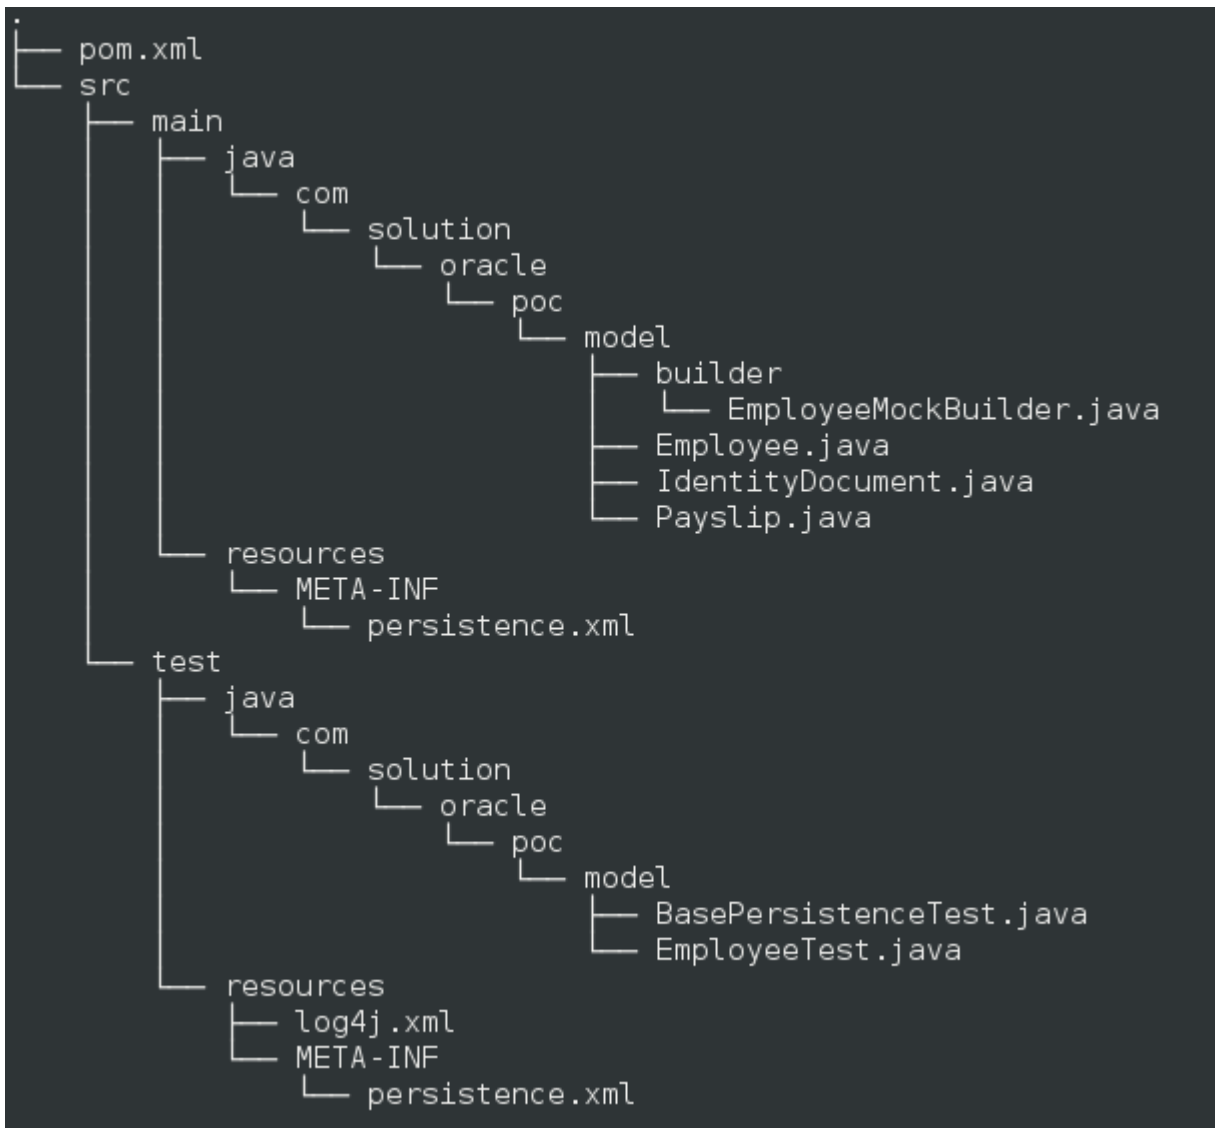 .
├── pom.xml
└── src
    ├── main
    │   ├── java
    │   │   └── com
    │   │       └── solution
    │   │           └── oracle
    │   │               └── poc
    │   │                   └── model
    │   │                       ├── builder
    │   │                       │   └── EmployeeMockBuilder.java
    │   │                       ├── Employee.java
    │   │                       ├── IdentityDocument.java
    │   │                       └── Payslip.java
    │   └── resources
    │       └── META-INF
    │           └── persistence.xml
    └── test
        ├── java
        │   └── com
        │       └── solution
        │           └── oracle
        │               └── poc
        │                   └── model
        │                       ├── BasePersistenceTest.java
        │                       └── EmployeeTest.java
        └── resources
            ├── log4j.xml
            └── META-INF
                └── persistence.xml